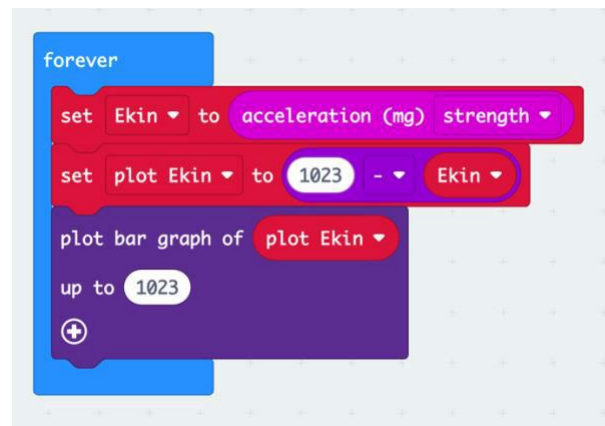 forever
set Ekin to acceleration (mg) strength
set plot Ekin to 1023 - Ekin
plot bar graph of plot Ekin
up to 1023